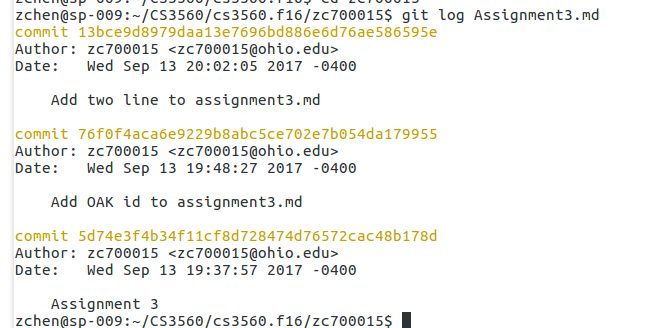 zchen@sp-009:~/CS3560/cs3560.f16/zc700015$ git log Assignment3.md
commit 13bce9d8979daa13e7696bd886e6d76ae586595e
Author: zc700015 <zc700015@ohio.edu>
Date:   Wed Sep 13 20:02:05 2017 -0400
    Add two line to assignment3.md
commit 76f0f4aca6e9229b8abc5ce702e7b054da179955
Author: zc700015 <zc700015@ohio.edu>
Date:   Wed Sep 13 19:48:27 2017 -0400
    Add OAK id to assignment3.md
commit 5d74e3f4b34f11cf8d728474d76572cac48b178d
Author: zc700015 <zc700015@ohio.edu>
Date:   Wed Sep 13 19:37:57 2017 -0400
    Assignment 3
zchen@sp-009:~/CS3560/cs3560.f16/zc700015$